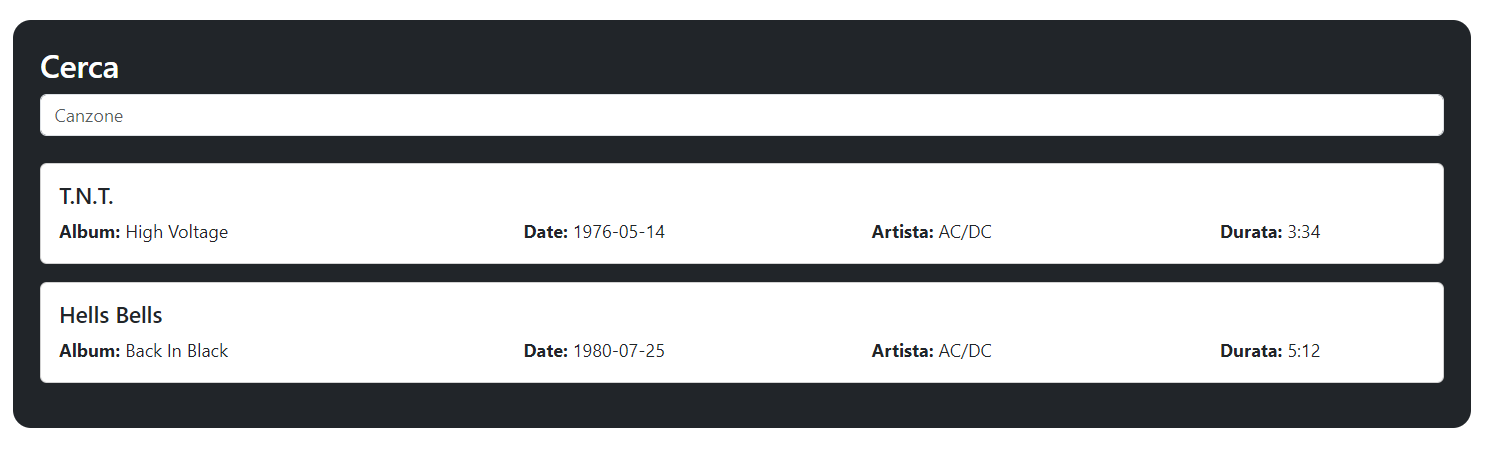 Cerca
Canzone
T.N.T.
Album: High Voltage Date: 1976-05-14 Artista: AC/DC Durata: 3:34
Hells Bells
Album: Back In Black Date: 1980-07-25 Artista: AC/DC Durata: 5:12